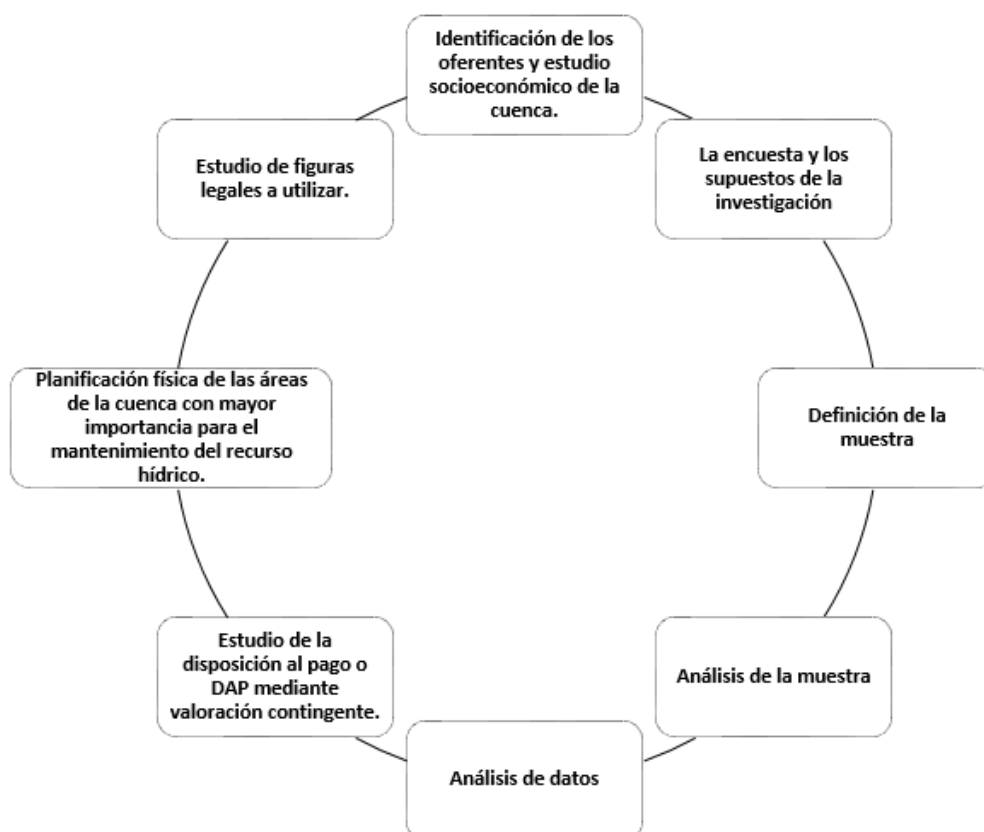 Identificación de los
oferentes y estudio
socioeconómico de la
cuenca.
La encuesta y los
supuestos de la
investigación
Definición de la
muestra
Análisis de la muestra
Análisis de datos
Estudio de la
disposición al pago o
DAP mediante
valoración contingente.
Planificación física de las áreas
de la cuenca con mayor
importancia para el
mantenimiento del recurso
hídrico.
Estudio de figuras
legales a utilizar.